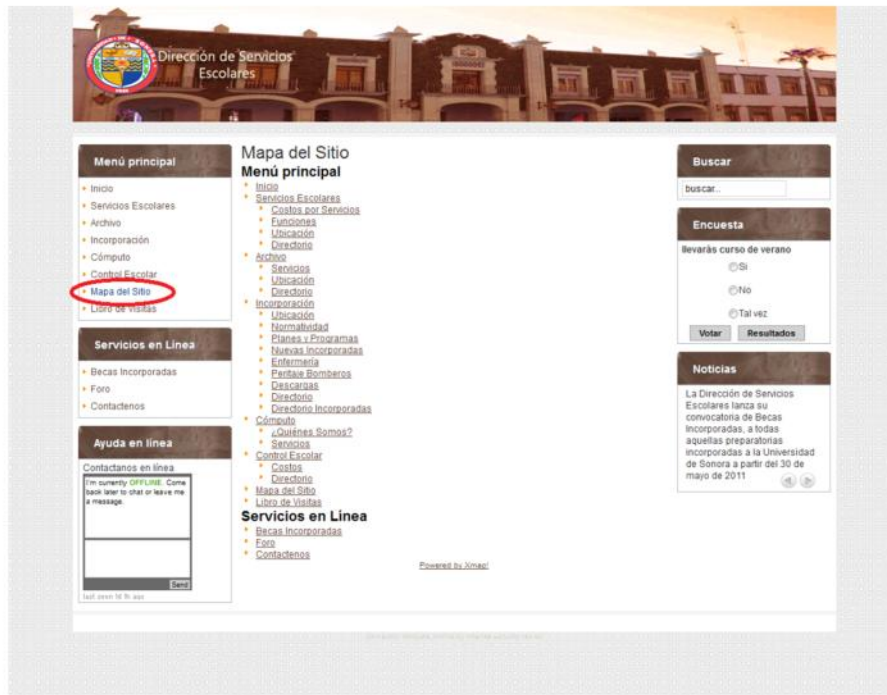 Dirección de Servicios
Escolares
Menú principal
Inicio
Servicios Escolares
Archivo
Incorporación
Cómputo
Control Escolar
Mapa del Sitio
Libro de visitas
Servicios en Línea
Becas Incorporadas
Foro
Contactenos
Ayuda en línea
Contactanos en línea
I'm currently OFFLINE. Come
back later to chat or leave me
a message.
Send
Mapa del Sitio
Menú principal
Inicio
Servicios Escolares
Costos por Servicios
Funciones
Ubicación
Directorio
Archivo
Servicios
Ubicación
Directorio
Incorporación
Ubicación
Normatividad
Planes y Programas
Nuevas Incorporadas
Enfermería
Peritaje Bomberos
Descargas
Directorio
Directorio Incorporadas
Cómputo
¿Quiénes Somos?
Servicios
Control Escolar
Costos
Directorio
Mapa del Sitio
Libro de Visitas
Servicios en Linea
Becas Incorporadas
Foro
Contactenos
Powered by Xmap!
Buscar
buscar...
Encuesta
llevaràs curso de verano
Si
No
Tal vez
Votar Resultados
Noticias
La Dirección de Servicios
Escolares lanza su
convocatoria de Becas
Incorporadas, a todas
aquellas preparatorias
incorporadas a la Universidad
de Sonora a partir del 30 de
mayo de 2011